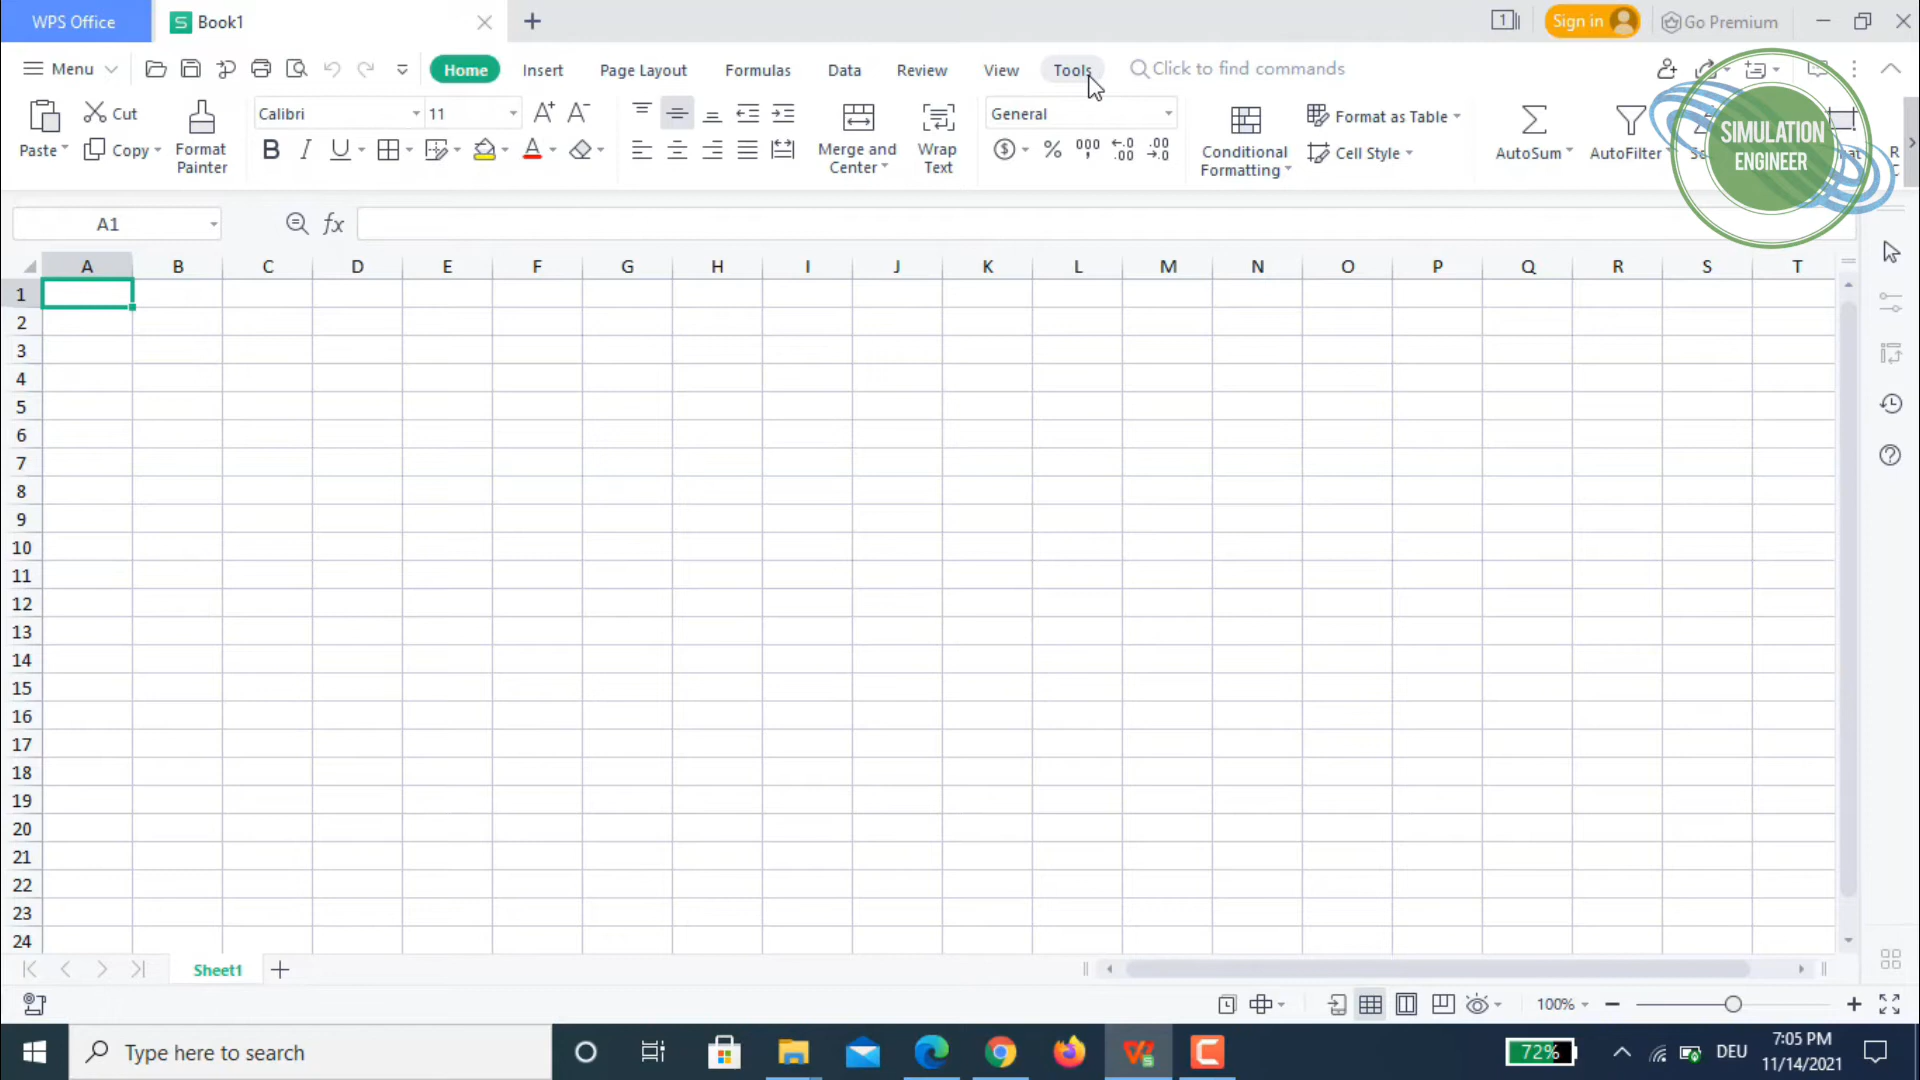 WPS Office
S Book1
1
Sign in
Go Premium
Menu
Home
Insert
Page Layout
Formulas
Data
Review
View
Tools
Click to find commands
Paste
Cut
Copy
Format
Painter
Calibri
11
Merge and
Center
Wrap
Text
General
Conditional
Formatting
Format as Table
Cell Style
AutoSum
AutoFilter
SIMULATION
ENGINEER
A1
fx
A B C D E F G H I J K L M N O P Q R S T
1
2
3
4
5
6
7
8
9
10
11
12
13
14
15
16
17
18
19
20
21
22
23
24
Sheet1
100%
Type here to search
72%
DEU
7:05 PM
11/14/2021